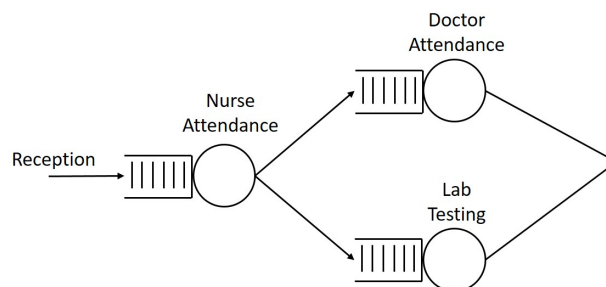 Doctor
Attendance
Nurse
Attendance
Reception
Lab
Testing